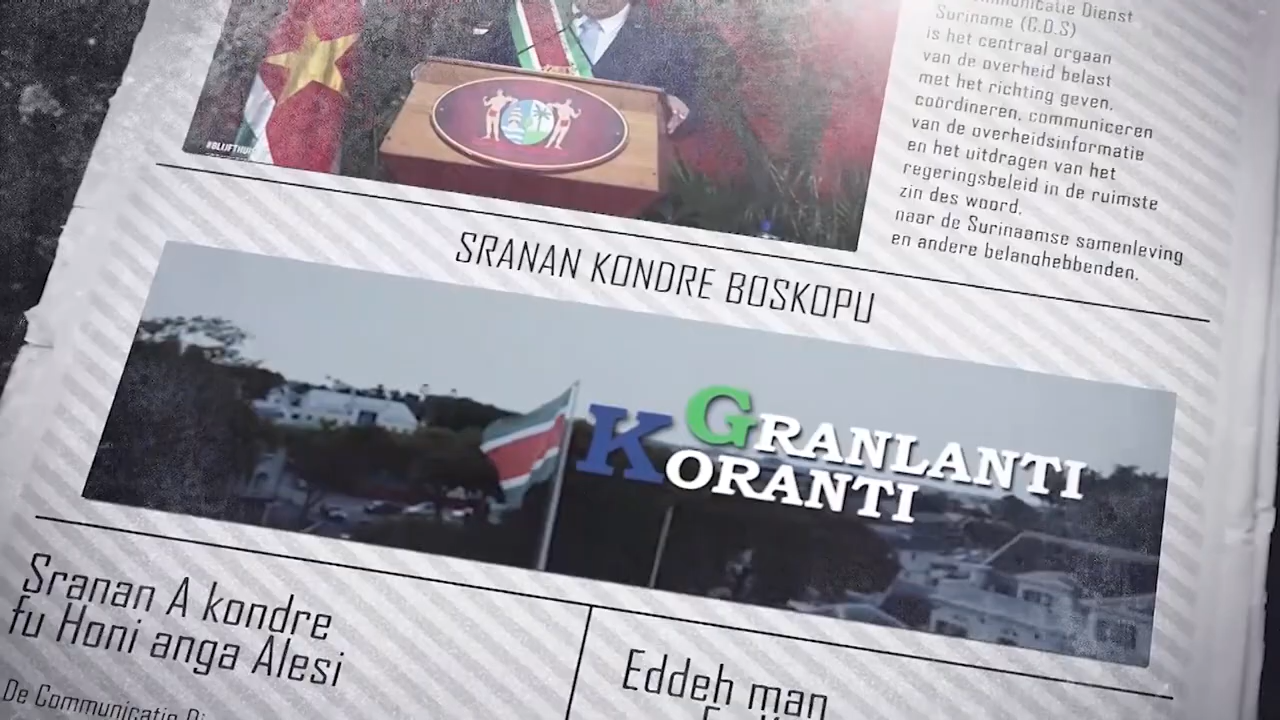 Dienst
Suriname (C.D.S)
is het centraal orgaan
van de overheid belast
met het richting geven,
coördineren, communiceren
van de overheidsinformatie
en het uitdragen van het
regeringsbeleid in de ruimste
zin des woord,
naar de Surinaamse samenleving
en andere belanghebbenden.
SRANAN KONDRE BOSKOPU
GRANLANTI
KORANTI
Sranan A kondre
fu Honi anga Alesi
De Communicatie
Eddeh man